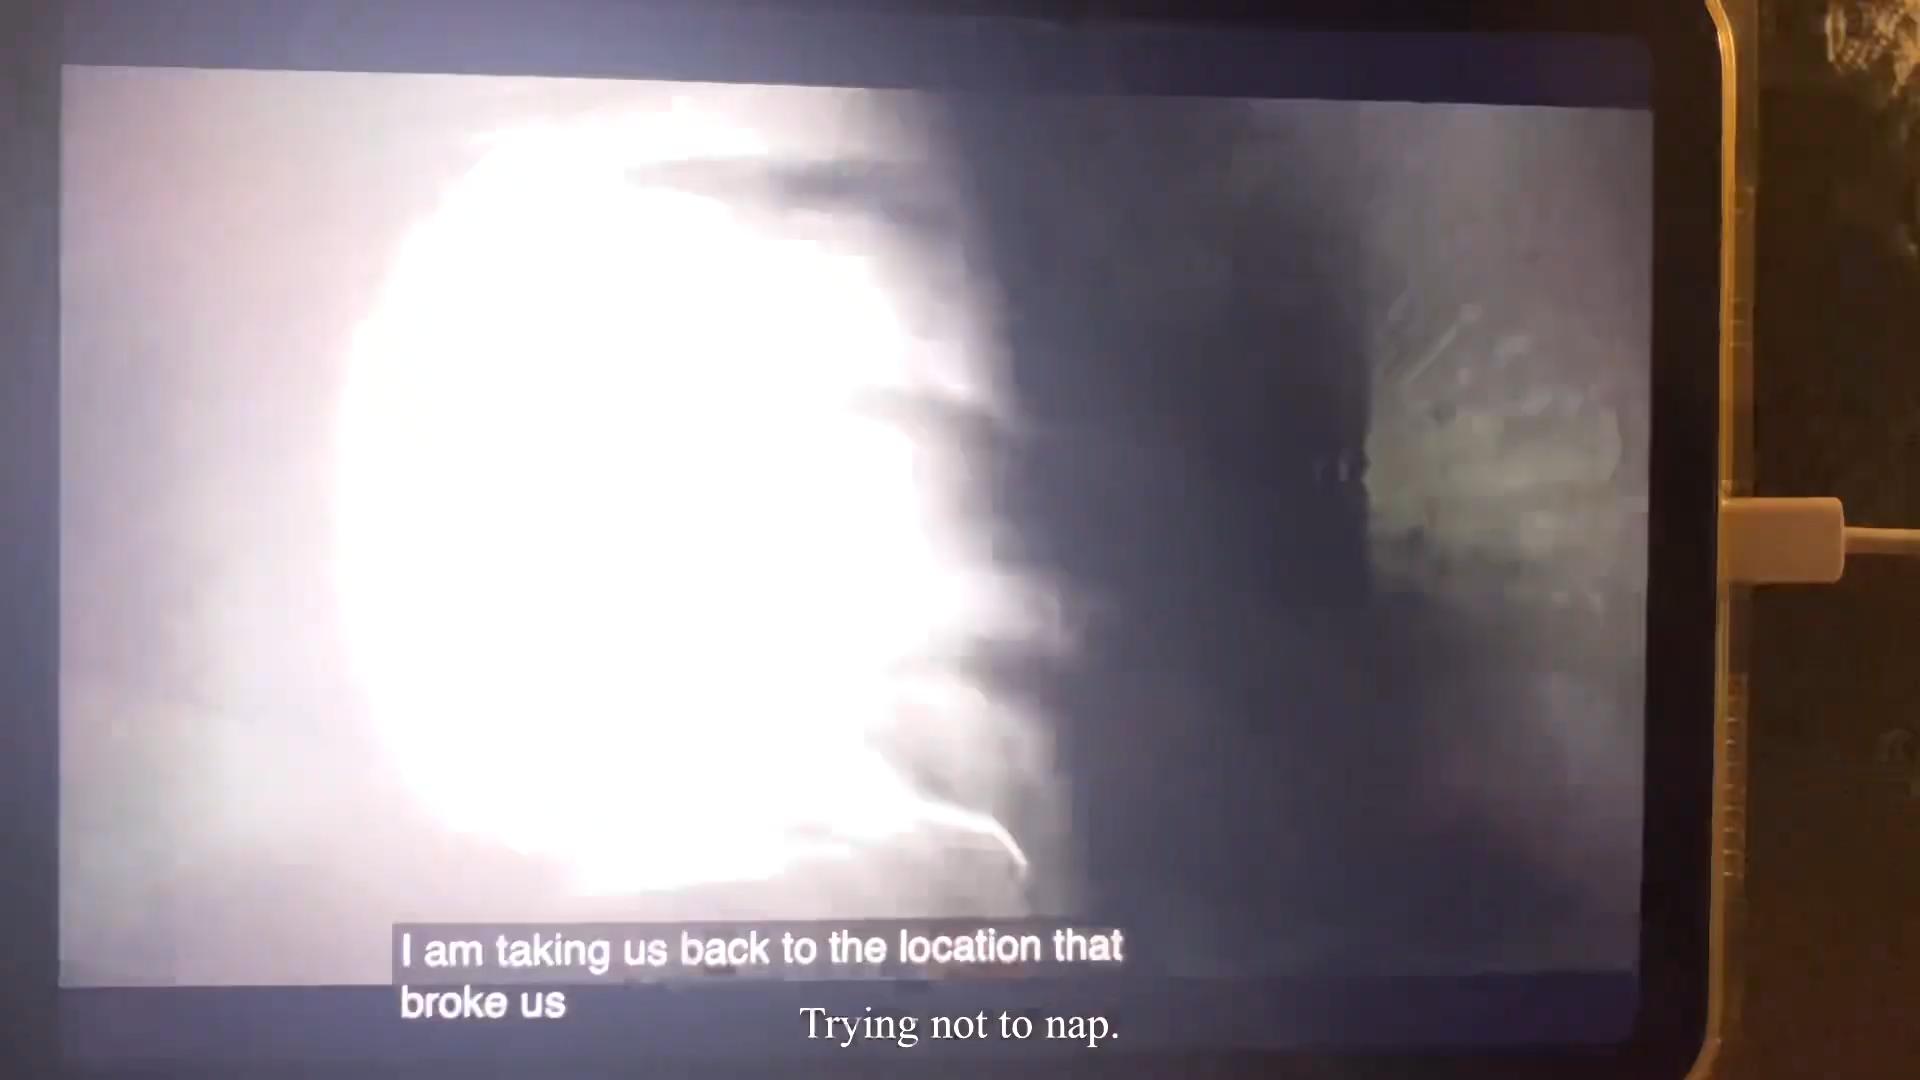 I am taking us back to the location that
broke us
Trying not to nap.